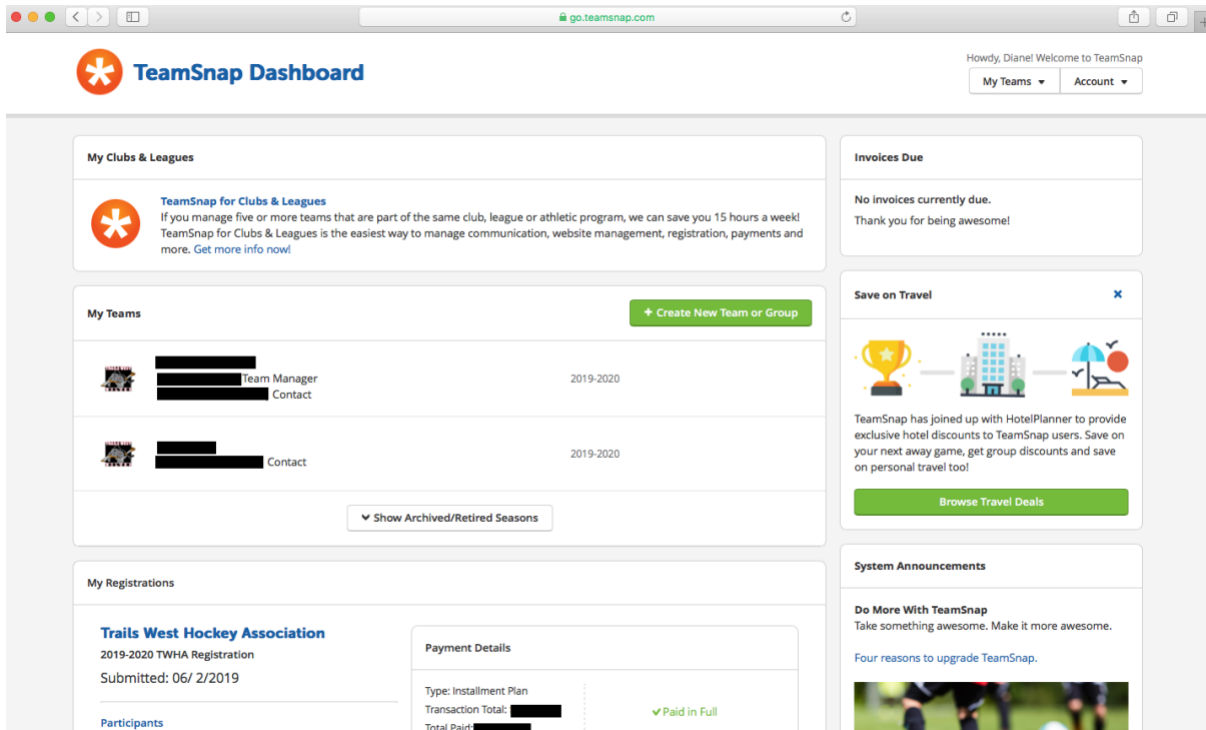 go.teamsnap.com
TeamSnap Dashboard
Howdy, Diane! Welcome to TeamSnap
My Teams
Account
My Clubs & Leagues
TeamSnap for Clubs & Leagues
If you manage five or more teams that are part of the same club, league or athletic program, we can save you 15 hours a week!
TeamSnap for Clubs & Leagues is the easiest way to manage communication, website management, registration, payments and
more. Get more info now!
My Teams
+ Create New Team or Group
Team Manager
Contact
2019-2020
Contact
2019-2020
Show Archived/Retired Seasons
My Registrations
Trails West Hockey Association
2019-2020 TWHA Registration
Submitted: 06/ 2/2019
Participants
Payment Details
Type: Installment Plan
Transaction Total:
Total Paid:
Paid in Full
Invoices Due
No invoices currently due.
Thank you for being awesome!
Save on Travel
TeamSnap has joined up with HotelPlanner to provide
exclusive hotel discounts to TeamSnap users. Save on
your next away game, get group discounts and save
on personal travel too!
Browse Travel Deals
System Announcements
Do More With TeamSnap
Take something awesome. Make it more awesome.
Four reasons to upgrade TeamSnap.